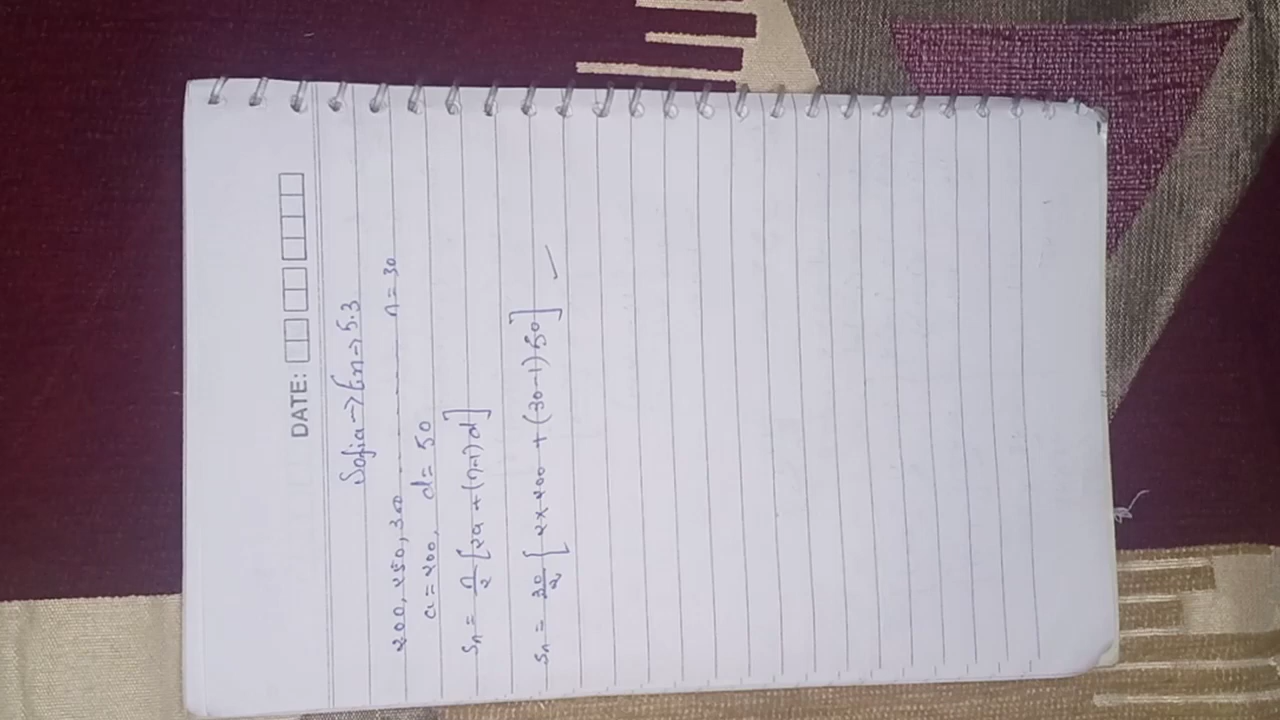 DATE:
Sofia → Ex → 5.3
200, 250, 300 - - - - - - - n = 30
a = 200, d = 50
Sn = n/2 [2a + (n-1) d]
Sn = 30/2 [2 x 200 + (30-1) 50]